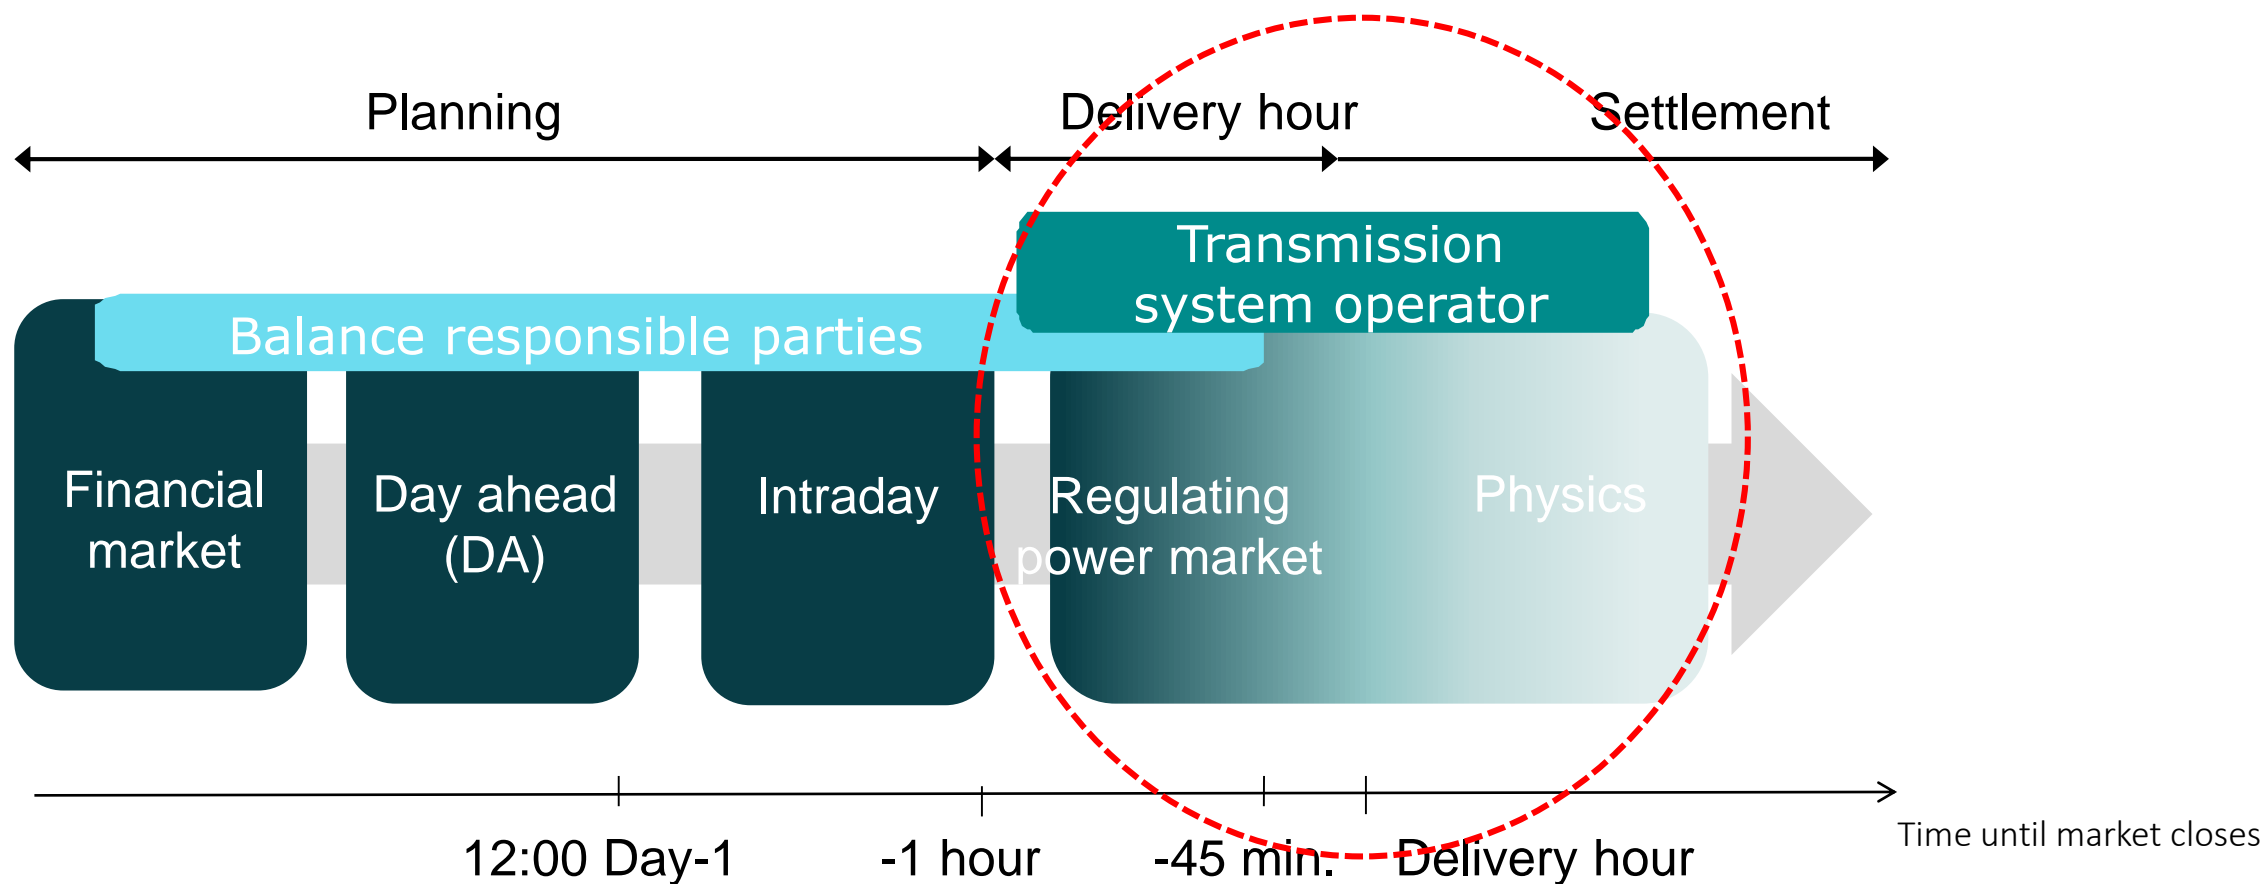 Planning
Delivery hour
Settlement
Transmission
system operator
Balance responsible parties
Financial
market
Day ahead
(DA)
Intraday
Regulating
power market
Physics
12:00 Day-1
-1 hour
-45 min.
Delivery hour
Time until market closes